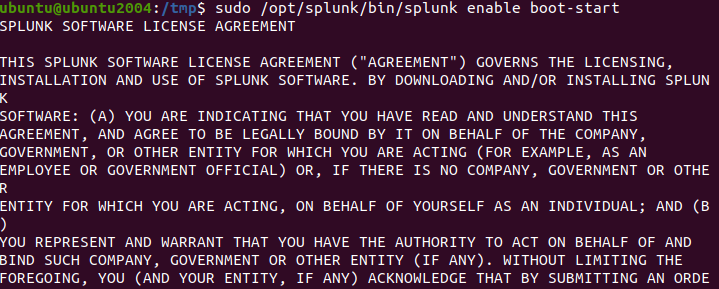 ubuntu@ubuntu2004:/tmp$ sudo /opt/splunk/bin/splunk enable boot-start
SPLUNK SOFTWARE LICENSE AGREEMENT
THIS SPLUNK SOFTWARE LICENSE AGREEMENT ("AGREEMENT") GOVERNS THE LICENSING,
INSTALLATION AND USE OF SPLUNK SOFTWARE. BY DOWNLOADING AND/OR INSTALLING SPLUN
K
SOFTWARE: (A) YOU ARE INDICATING THAT YOU HAVE READ AND UNDERSTAND THIS
AGREEMENT, AND AGREE TO BE LEGALLY BOUND BY IT ON BEHALF OF THE COMPANY,
GOVERNMENT, OR OTHER ENTITY FOR WHICH YOU ARE ACTING (FOR EXAMPLE, AS AN
EMPLOYEE OR GOVERNMENT OFFICIAL) OR, IF THERE IS NO COMPANY, GOVERNMENT OR OTHE
R
ENTITY FOR WHICH YOU ARE ACTING, ON BEHALF OF YOURSELF AS AN INDIVIDUAL; AND (B
)
YOU REPRESENT AND WARRANT THAT YOU HAVE THE AUTHORITY TO ACT ON BEHALF OF AND
BIND SUCH COMPANY, GOVERNMENT OR OTHER ENTITY (IF ANY). WITHOUT LIMITING THE
FOREGOING, YOU (AND YOUR ENTITY, IF ANY) ACKNOWLEDGE THAT BY SUBMITTING AN ORDE